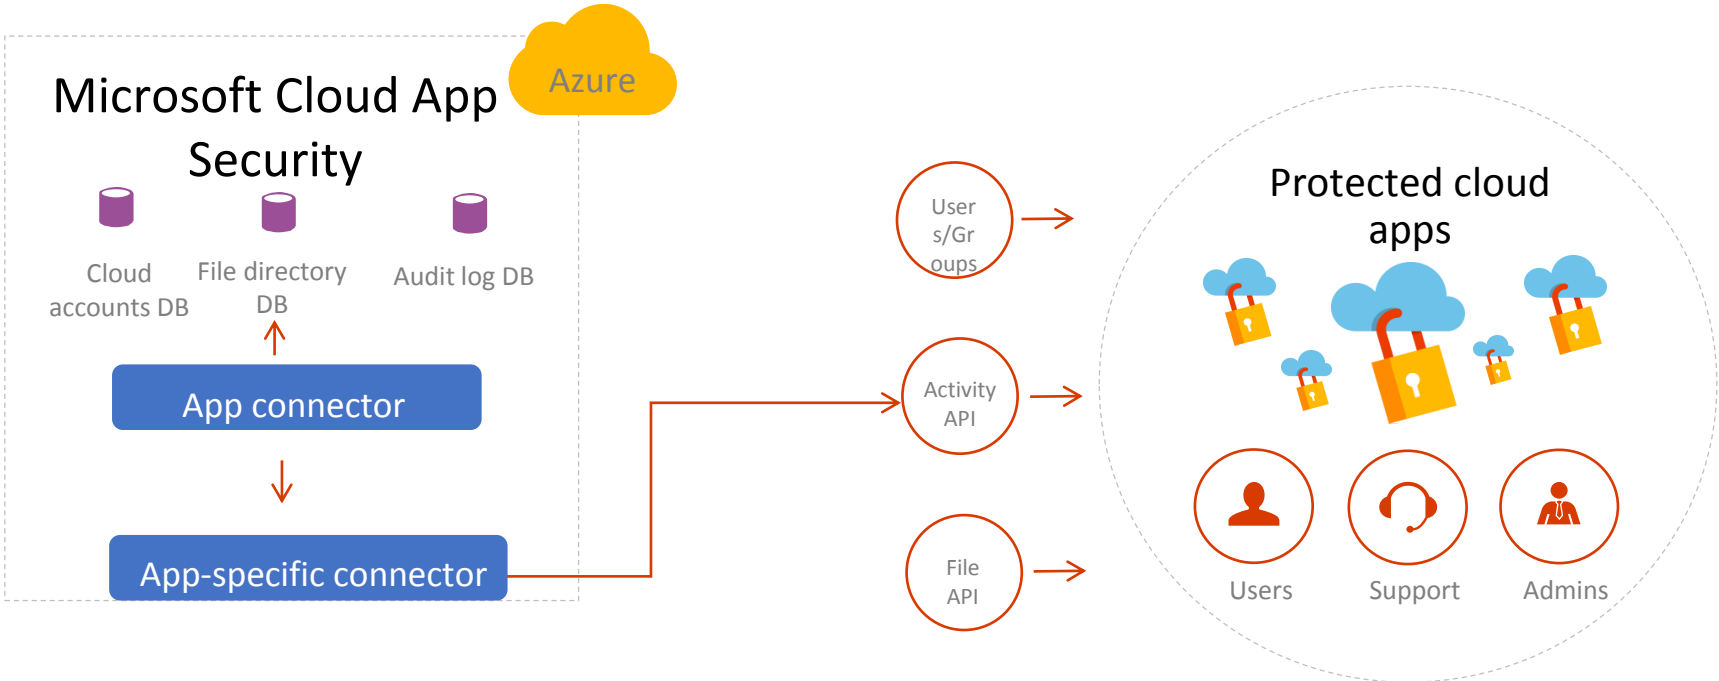 Azure
Microsoft Cloud App
Security
Cloud
accounts DB
File directory
DB
Audit log DB
App connector
App-specific connector
User
s/Gr
oups
Activity
API
File
API
Protected cloud
apps
Users
Support
Admins